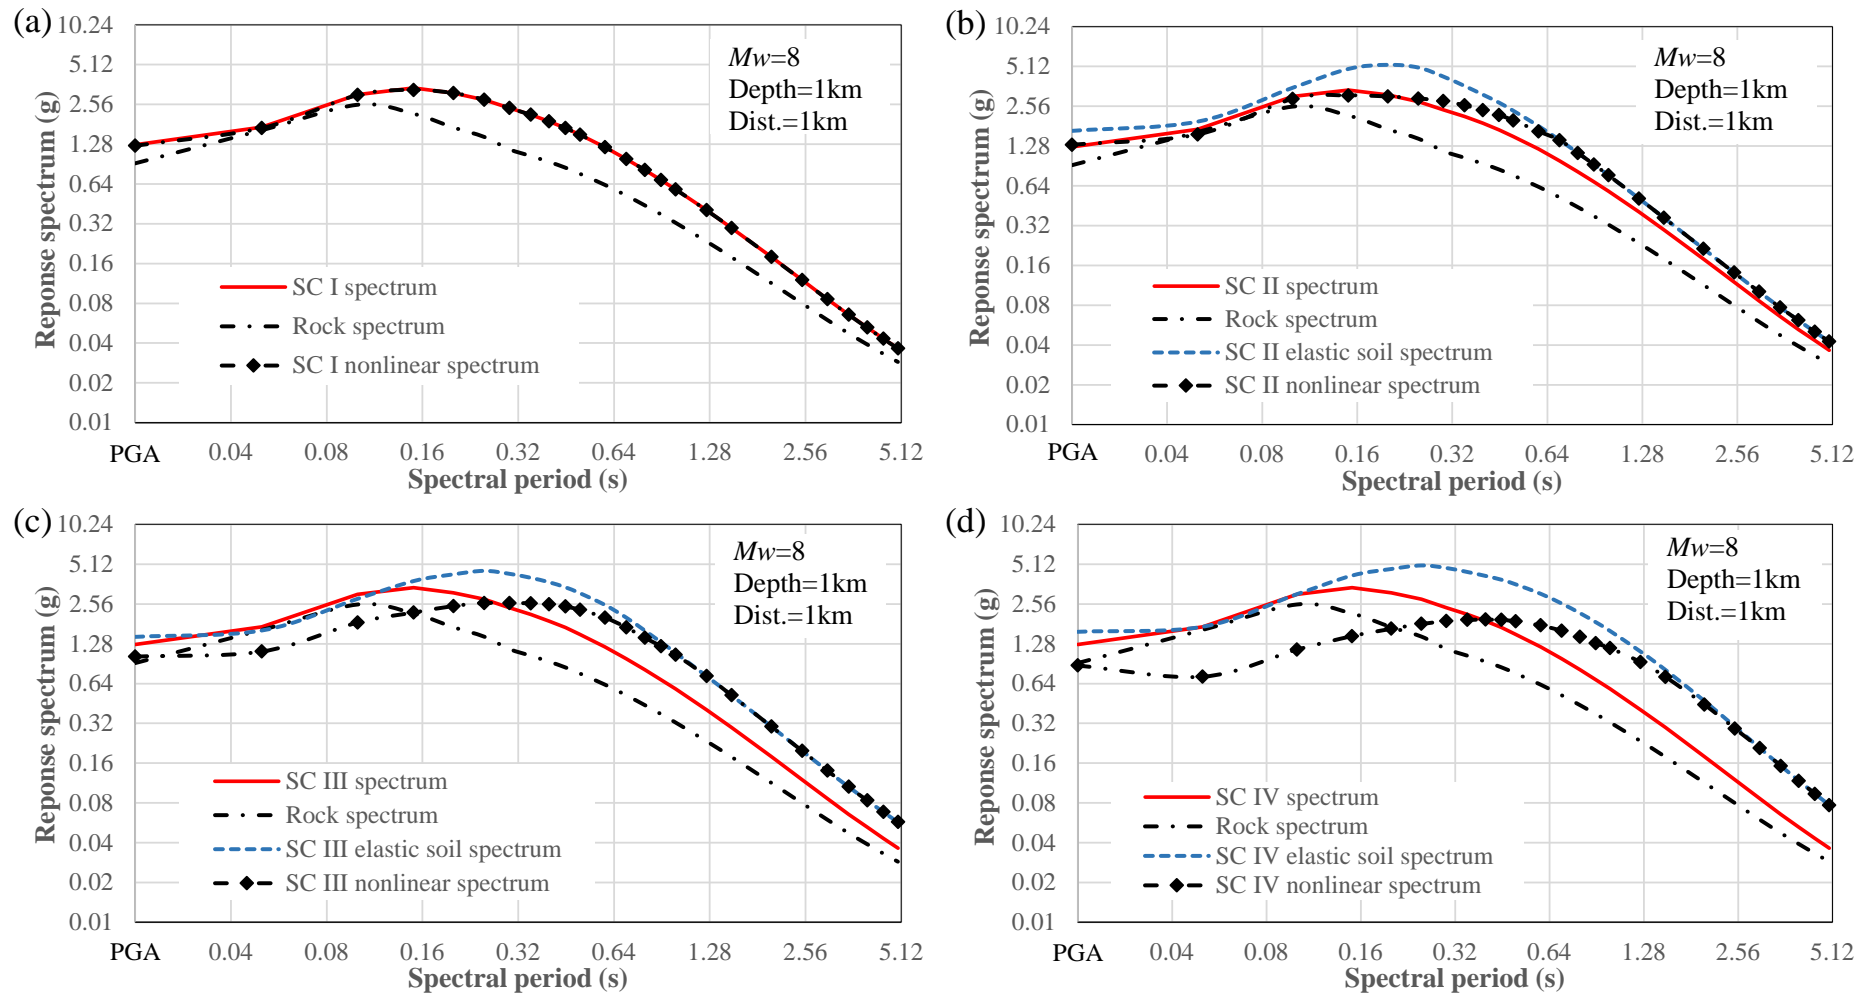 (a)
10.24
5.12
2.56
1.28
0.64
0.32
0.16
0.08
0.04
0.02
0.01
Reponse spectrum (g)
Mw=8
Depth=1km
Dist.=1km
SC I spectrum
Rock spectrum
SC I nonlinear spectrum
PGA 0.04 0.08 0.16 0.32 0.64 1.28 2.56 5.12
Spectral period (s)
(b)
10.24
5.12
2.56
1.28
0.64
0.32
0.16
0.08
0.04
0.02
0.01
Reponse spectrum (g)
Mw=8
Depth=1km
Dist.=1km
SC II spectrum
Rock spectrum
SC II elastic soil spectrum
SC II nonlinear spectrum
PGA 0.04 0.08 0.16 0.32 0.64 1.28 2.56 5.12
Spectral period (s)
(c)
10.24
5.12
2.56
1.28
0.64
0.32
0.16
0.08
0.04
0.02
0.01
Reponse spectrum (g)
Mw=8
Depth=1km
Dist.=1km
SC III spectrum
Rock spectrum
SC III elastic soil spectrum
SC III nonlinear spectrum
PGA 0.04 0.08 0.16 0.32 0.64 1.28 2.56 5.12
Spectral period (s)
(d)
10.24
5.12
2.56
1.28
0.64
0.32
0.16
0.08
0.04
0.02
0.01
Reponse spectrum (g)
Mw=8
Depth=1km
Dist.=1km
SC IV spectrum
Rock spectrum
SC IV elastic soil spectrum
SC IV nonlinear spectrum
PGA 0.04 0.08 0.16 0.32 0.64 1.28 2.56 5.12
Spectral period (s)